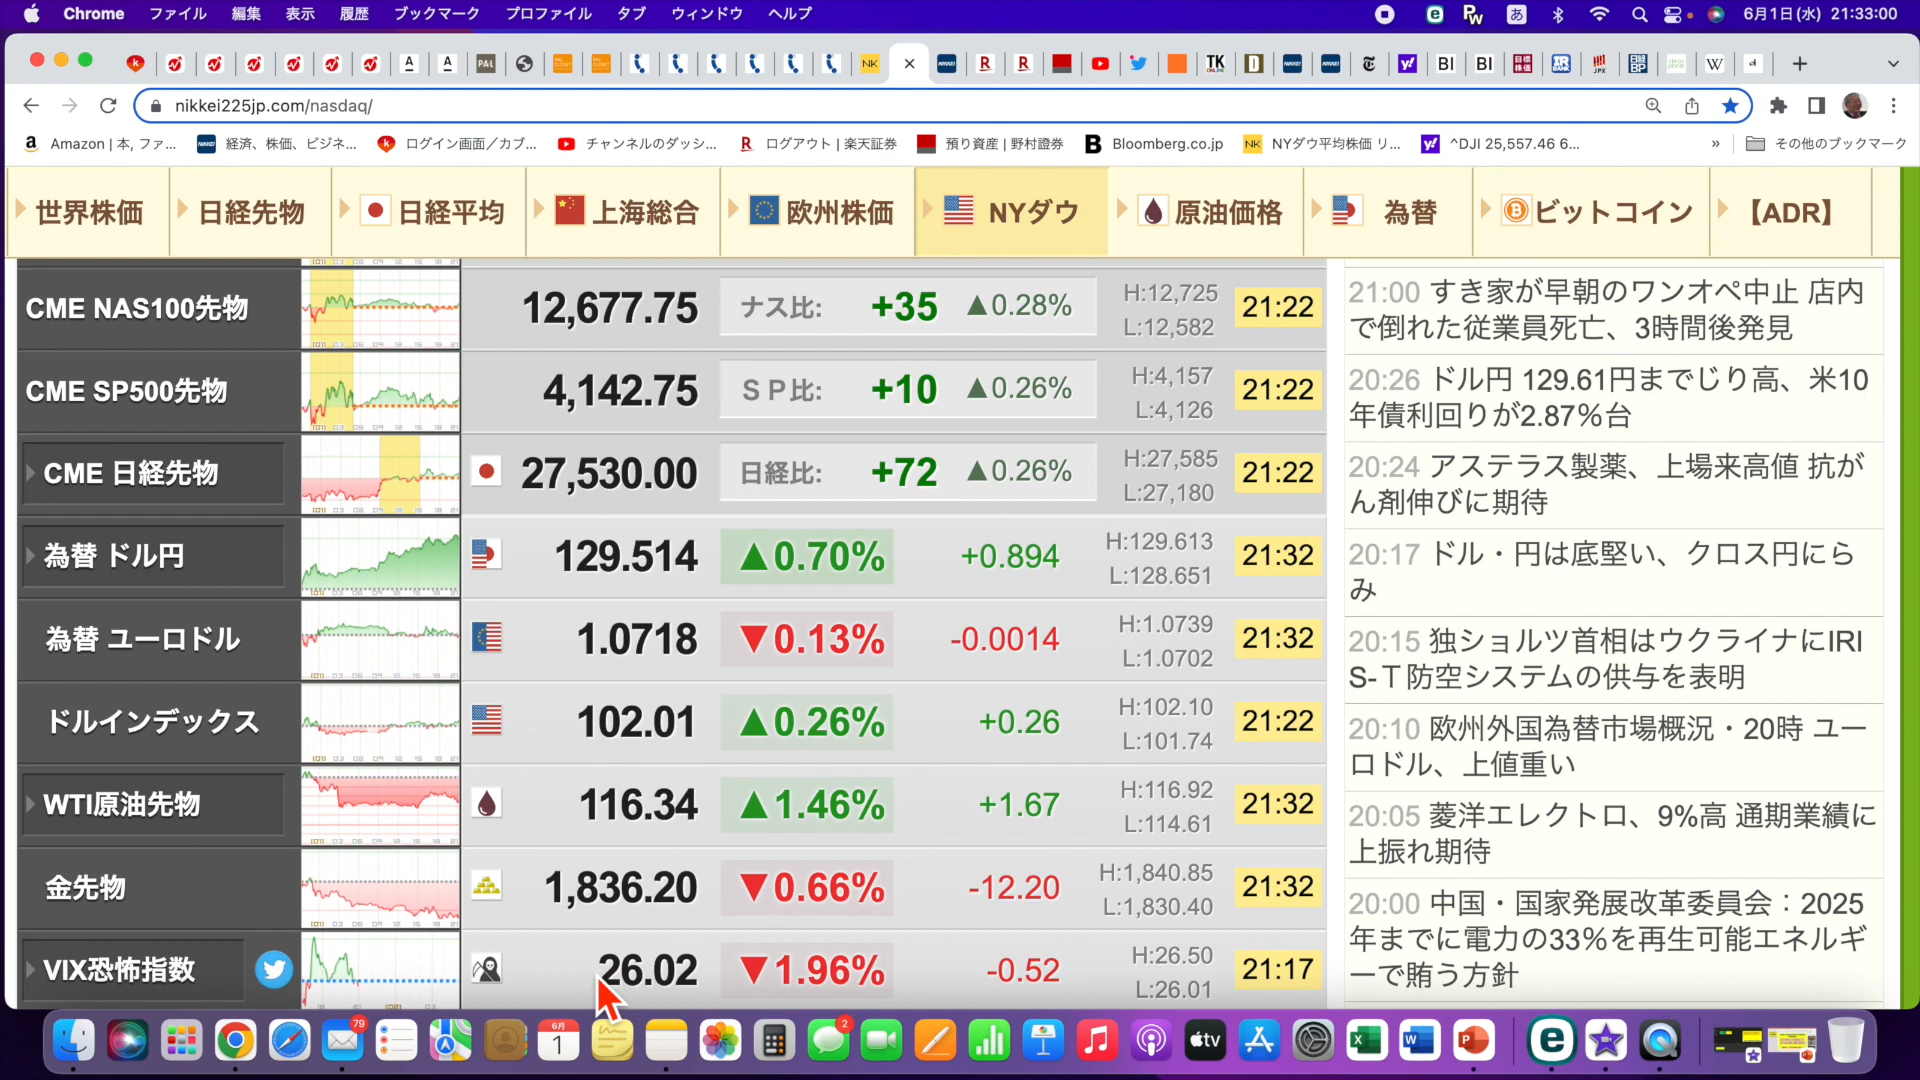 Chrome ファイル 編集 表示 履歴 ブックマーク プロファイル タブ ウィンドウ ヘルプ 6月1日(水) 21:33:00
nikkei225jp.com/nasdaq/
Amazon | 本, ファ... 経済、株価、ビジネ... ログイン画面／カブ... チャンネルのダッシ... ログアウト | 楽天証券 預り資産 | 野村證券 Bloomberg.co.jp NYダウ平均株価 リ... ^DJI 25,557.46 6... » その他のブックマーク
世界株価 日経先物 日経平均 上海総合 欧州株価 NYダウ 原油価格 為替 ビットコイン 【ADR】
CME NAS100先物 12,677.75 ナス比: +35 ▲0.28% H:12,725 L:12,582 21:22
CME SP500先物 4,142.75 ＳＰ比: +10 ▲0.26% H:4,157 L:4,126 21:22
CME 日経先物 27,530.00 日経比: +72 ▲0.26% H:27,585 L:27,180 21:22
為替 ドル円 129.514 ▲0.70% +0.894 H:129.613 L:128.651 21:32
為替 ユーロドル 1.0718 ▼0.13% -0.0014 H:1.0739 L:1.0702 21:32
ドルインデックス 102.01 ▲0.26% +0.26 H:102.10 L:101.74 21:22
WTI原油先物 116.34 ▲1.46% +1.67 H:116.92 L:114.61 21:32
金先物 1,836.20 ▼0.66% -12.20 H:1,840.85 L:1,830.40 21:32
VIX恐怖指数 26.02 ▼1.96% -0.52 H:26.50 L:26.01 21:17
21:00 すき家が早朝のワンオペ中止 店内
で倒れた従業員死亡、3時間後発見
20:26 ドル円 129.61円までじり高、米10
年債利回りが2.87％台
20:24 アステラス製薬、上場来高値 抗が
ん剤伸びに期待
20:17 ドル・円は底堅い、クロス円にら
み
20:15 独ショルツ首相はウクライナにIRI
S-Ｔ防空システムの供与を表明
20:10 欧州外国為替市場概況・20時 ユー
ロドル、上値重い
20:05 菱洋エレクトロ、9%高 通期業績に
上振れ期待
20:00 中国・国家発展改革委員会：2025
年までに電力の33％を再生可能エネルギ
ーで賄う方針
79
6月
1
2
tv